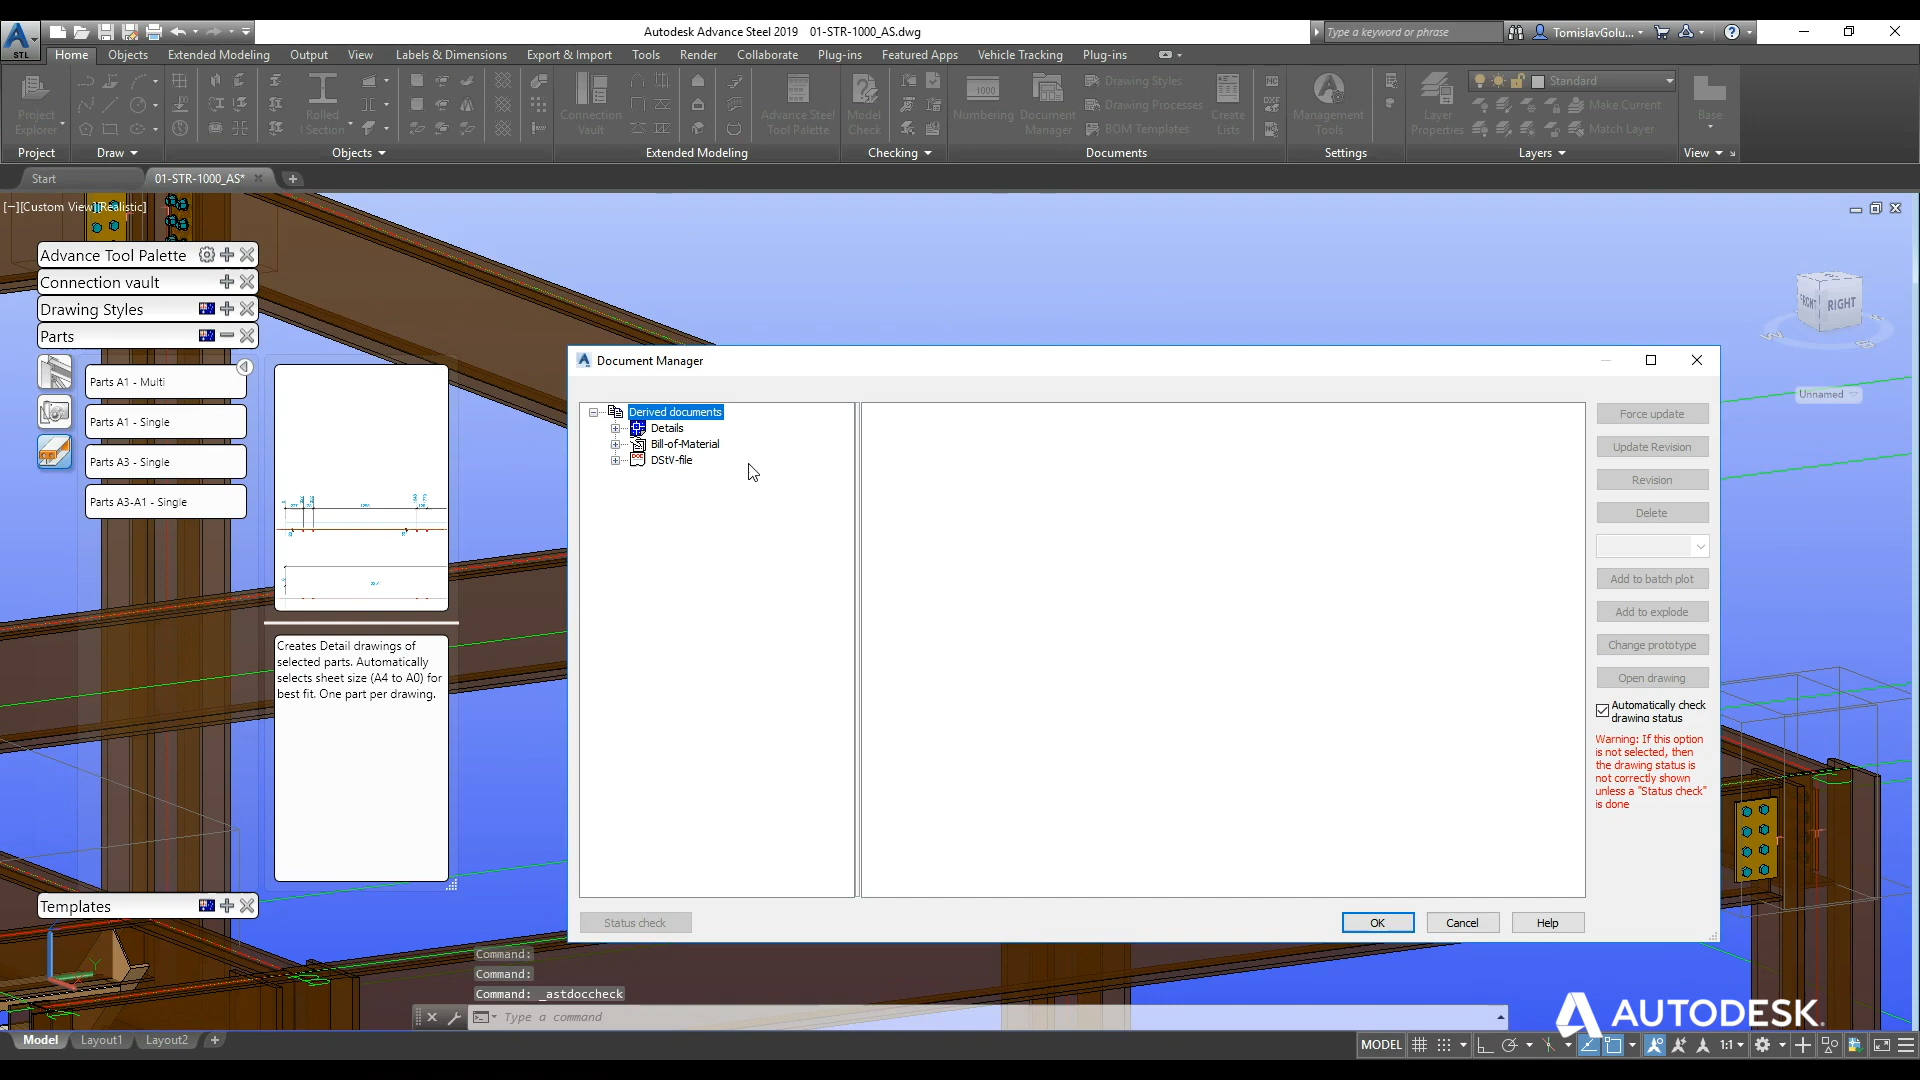 Autodesk Advance Steel 2019 01-STR-1000_AS.dwg
Type a keyword or phrase
TomislavGolu...
STL
Home Objects Extended Modeling Output View Labels & Dimensions Export & Import Tools Render Collaborate Plug-ins Featured Apps Vehicle Tracking Plug-ins
Project
Explorer
Rolled
I Section
Connection
Vault
Advance Steel
Tool Palette
Model
Check
1000
Numbering
Document
Manager
Drawing Styles
Drawing Processes
BOM Templates
Create
Lists
NC
DXF
NC
Management
Tools
Layer
Properties
Standard
Make Current
Match Layer
Base
Project Draw Objects Extended Modeling Checking Documents Settings Layers View
Start 01-STR-1000_AS*
[−][Custom View][Realistic]
Advance Tool Palette
Connection vault
Drawing Styles
Parts
Parts A1 - Multi
Parts A1 - Single
Parts A3 - Single
Parts A3-A1 - Single
Creates Detail drawings of
selected parts. Automatically
selects sheet size (A4 to A0) for
best fit. One part per drawing.
Templates
FRONT RIGHT
Unnamed
Document Manager
Derived documents
Details
Bill-of-Material
DStV-file
Force update
Update Revision
Revision
Delete
Add to batch plot
Add to explode
Change prototype
Open drawing
Automatically check
drawing status
Warning: If this option
is not selected, then
the drawing status is
not correctly shown
unless a "Status check"
is done
Status check OK Cancel Help
Command:
Command:
Command: _astdoccheck
Type a command
AUTODESK.
Model Layout1 Layout2
MODEL 1:1